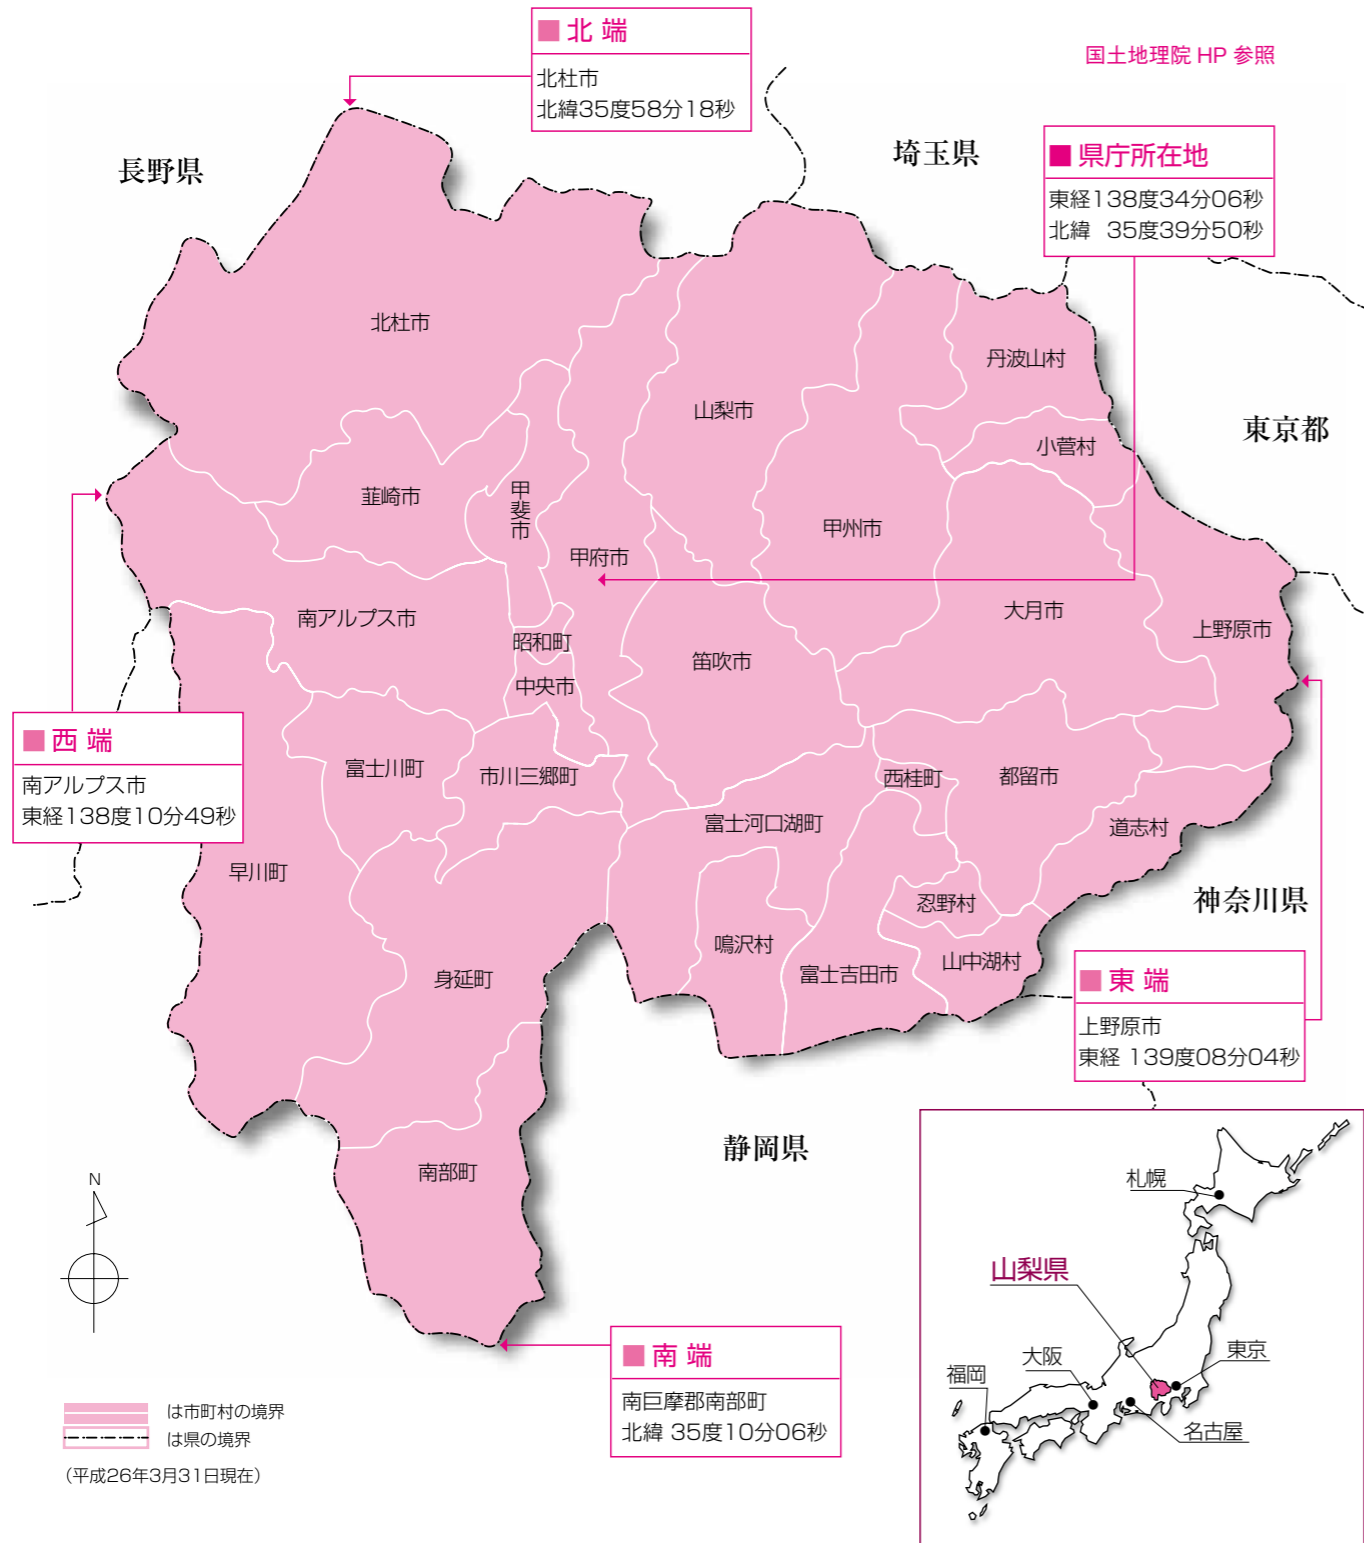 北端
北杜市
北緯35度58分18秒
国土地理院 HP 参照
長野県
埼玉県
県庁所在地
東経138度34分06秒
北緯 35度39分50秒
北杜市
丹波山村
山梨市
東京都
小菅村
韮崎市
甲斐市
甲州市
甲府市
南アルプス市
大月市
上野原市
昭和町
笛吹市
中央市
西端
南アルプス市
東経138度10分49秒
富士川町
市川三郷町
西桂町
都留市
富士河口湖町
道志村
早川町
忍野村
神奈川県
鳴沢村
山中湖村
富士吉田市
身延町
東端
上野原市
東経 139度08分04秒
静岡県
南部町
N
札幌
山梨県
東京
大阪
福岡
名古屋
南端
南巨摩郡南部町
北緯 35度10分06秒
は市町村の境界
は県の境界
(平成26年3月31日現在)